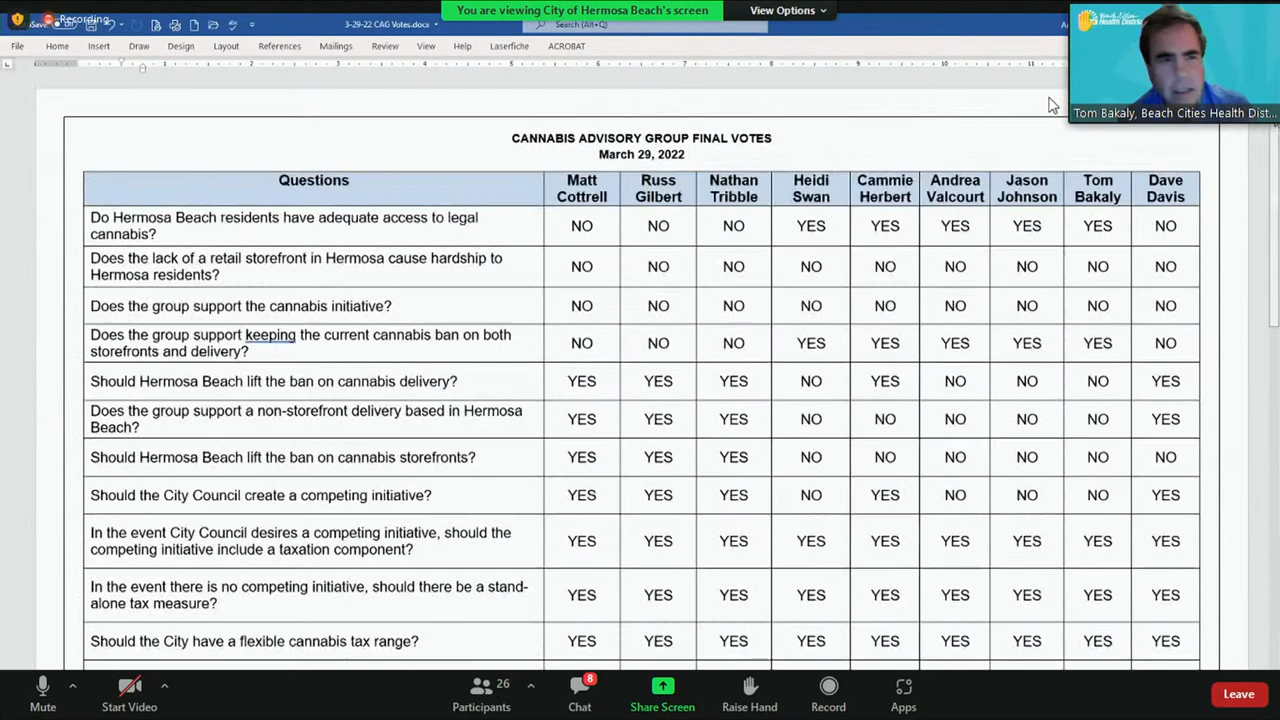 You are viewing City of Hermosa Beach's screen
View Options
Recording
3-29-22 CAG Votes.docx
Search (Alt+Q)
File Home Insert Draw Design Layout References Mailings Review View Help Laserfiche ACROBAT
1 2 3 4 5 6 7 8 9 10 11
Tom Bakaly, Beach Cities Health Dist...
CANNABIS ADVISORY GROUP FINAL VOTES
March 29, 2022
Questions Matt Cottrell Russ Gilbert Nathan Tribble Heidi Swan Cammie Herbert Andrea Valcourt Jason Johnson Tom Bakaly Dave Davis
Do Hermosa Beach residents have adequate access to legal
cannabis? NO NO NO YES YES YES YES YES NO
Does the lack of a retail storefront in Hermosa cause hardship to
Hermosa residents? NO NO NO NO NO NO NO NO NO
Does the group support the cannabis initiative? NO NO NO NO NO NO NO NO NO
Does the group support keeping the current cannabis ban on both
storefronts and delivery? NO NO NO YES YES YES YES YES NO
Should Hermosa Beach lift the ban on cannabis delivery? YES YES YES NO YES NO NO NO YES
Does the group support a non-storefront delivery based in Hermosa
Beach? YES YES YES NO NO NO NO NO YES
Should Hermosa Beach lift the ban on cannabis storefronts? YES YES YES NO NO NO NO NO NO
Should the City Council create a competing initiative? YES YES YES NO YES NO NO NO YES
In the event City Council desires a competing initiative, should the
competing initiative include a taxation component? YES YES YES YES YES YES YES YES YES
In the event there is no competing initiative, should there be a stand-
alone tax measure? YES YES YES YES YES YES YES YES YES
Should the City have a flexible cannabis tax range? YES YES YES YES YES YES YES YES YES
8
26
Mute Start Video Participants Chat Share Screen Raise Hand Record Apps Leave